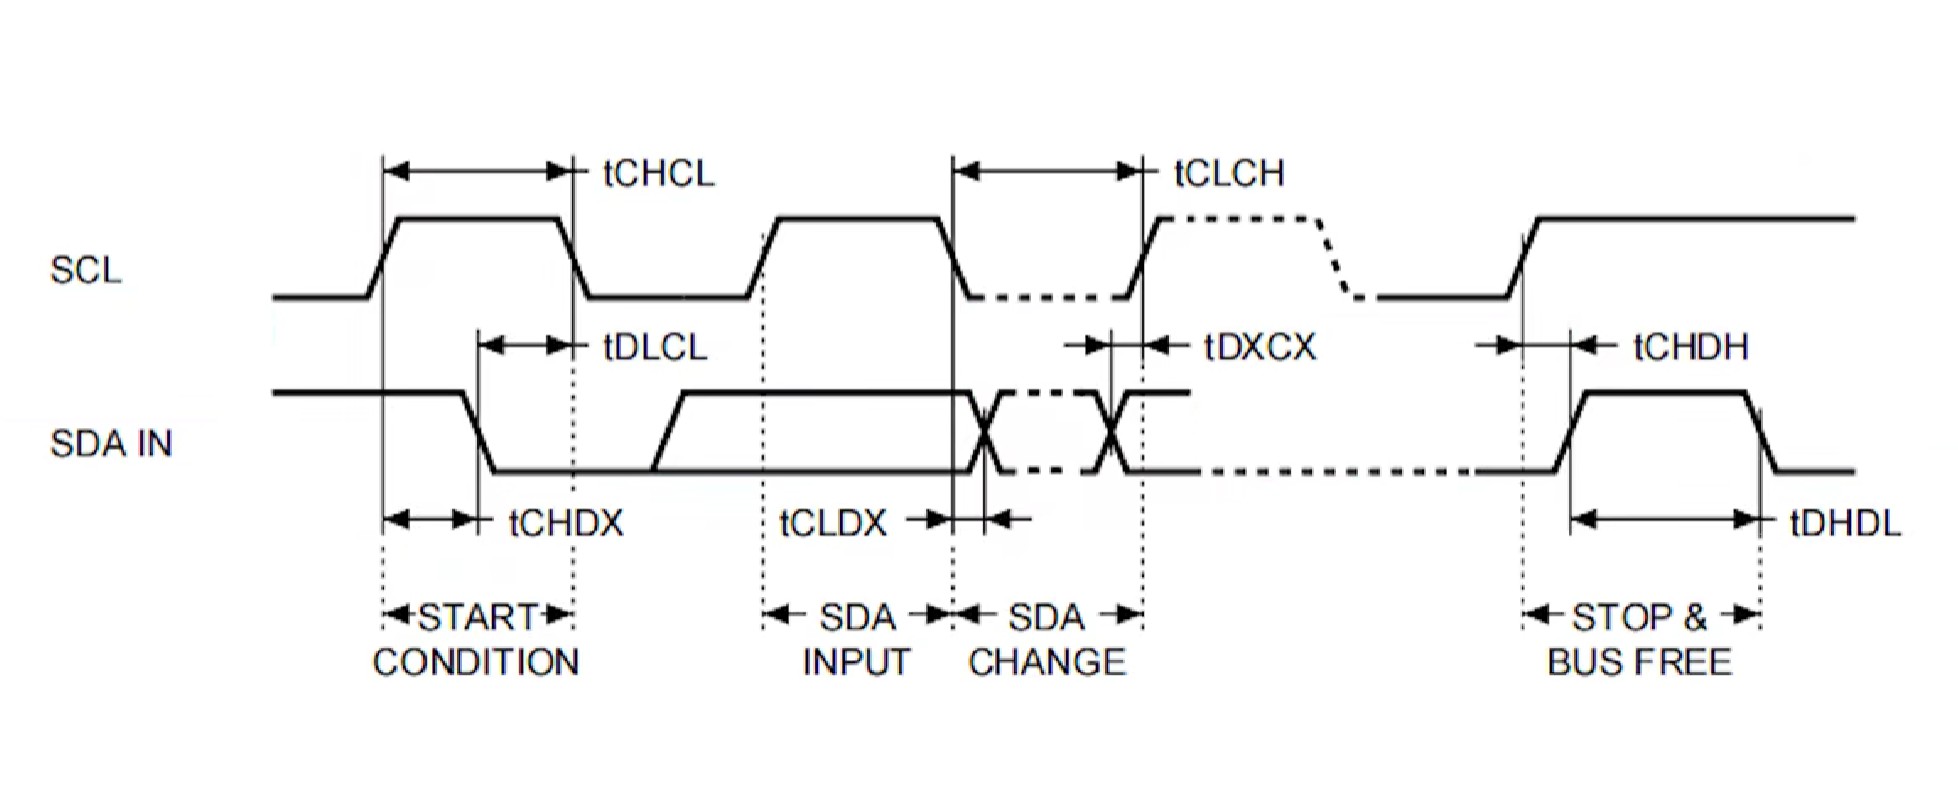 tCHCL
tCLCH
SCL
tDLCL
tDXCX
tCHDH
SDA IN
tCHDX
tCLDX
tDHDL
START
CONDITION
SDA
INPUT
SDA
CHANGE
STOP &
BUS FREE